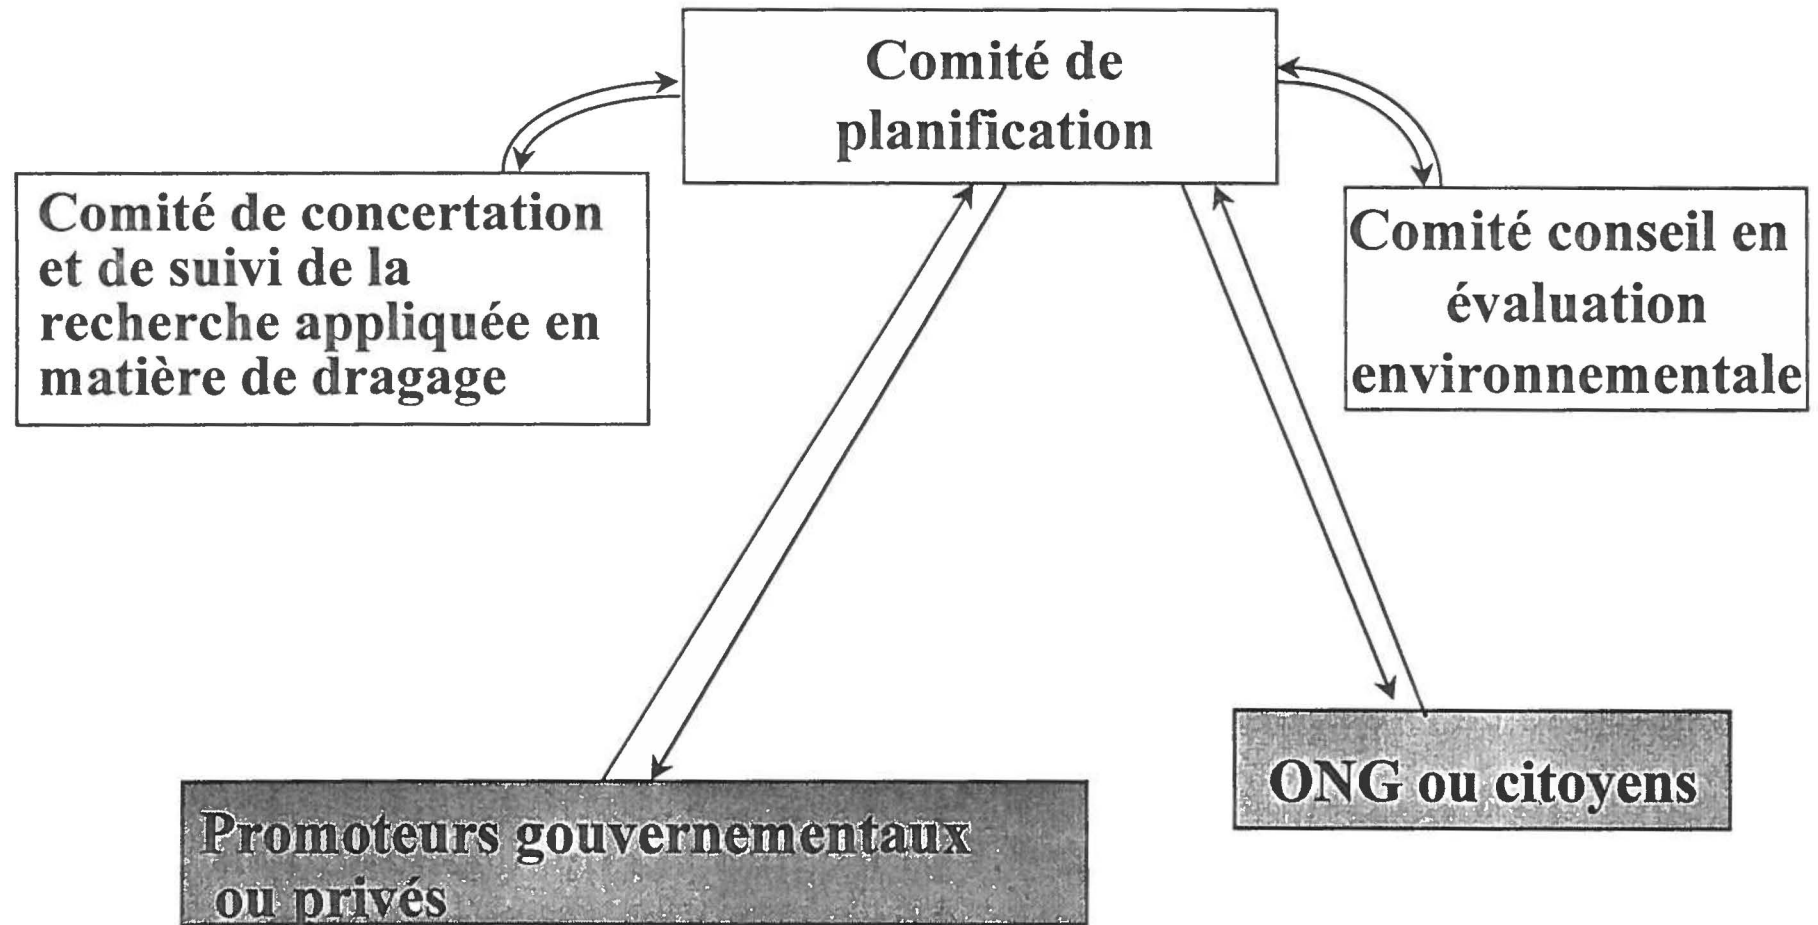 Comité de
planification
Comité de concertation
et de suivi de la
recherche appliquée en
matière de dragage
Comité conseil en
évaluation
environnementale
ONG ou citoyens
Promoteurs gouvernementaux
ou privés